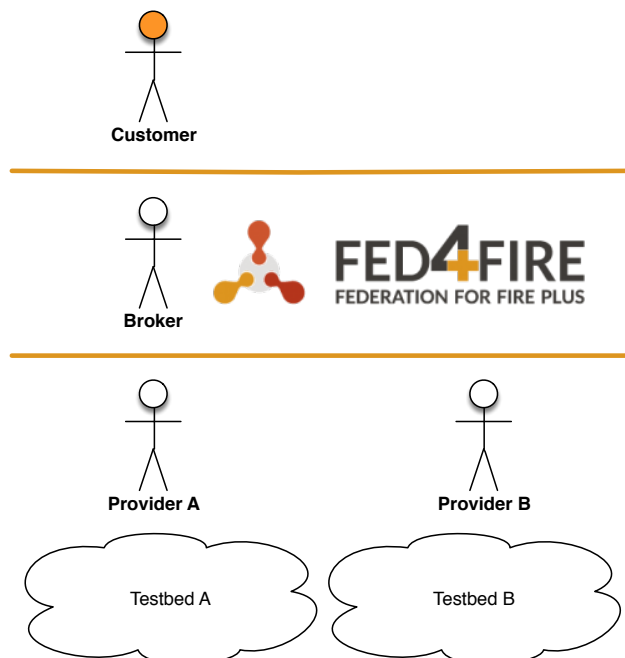 Customer
FED4FIRE
FEDERATION FOR FIRE PLUS
Broker
Provider A
Provider B
Testbed A
Testbed B